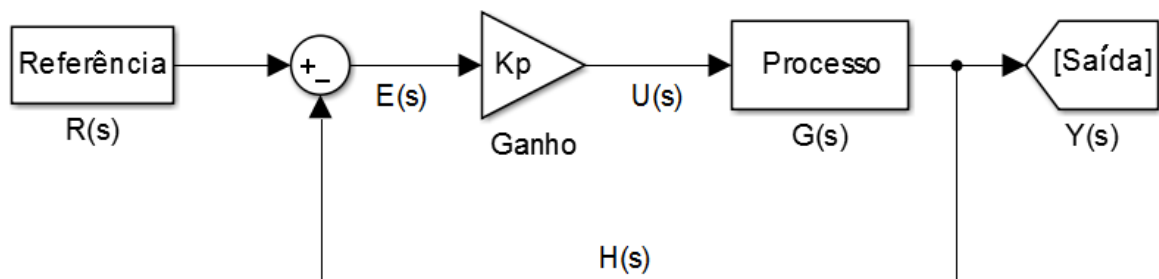 Referência
+
-
Kp
Processo
[Saída]
E(s)
U(s)
R(s)
Ganho
G(s)
Y(s)
H(s)